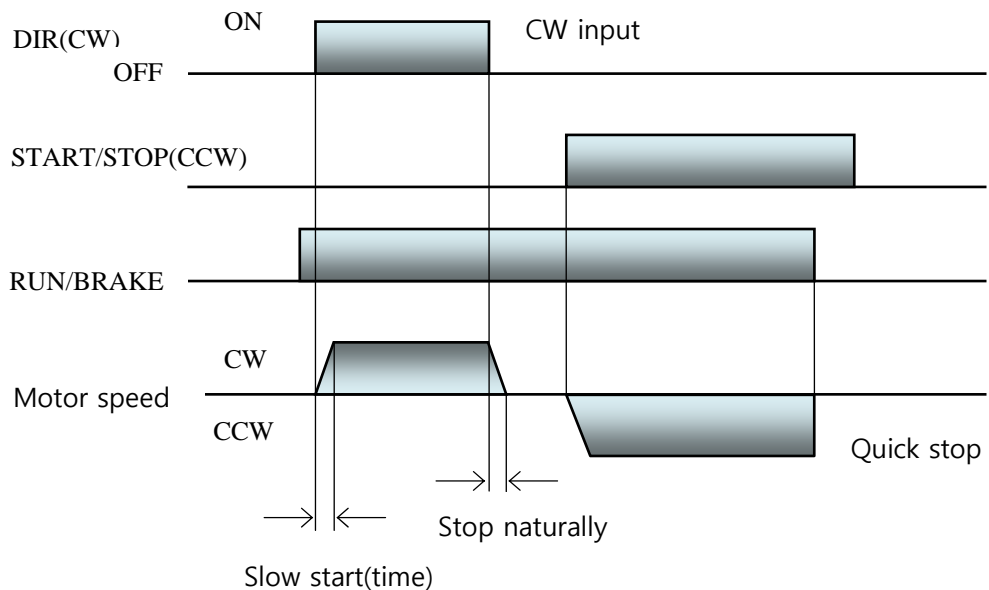 ON
CW input
DIR(CW)
OFF
START/STOP(CCW)
RUN/BRAKE
CW
Motor speed
CCW
Quick stop
Stop naturally
Slow start(time)